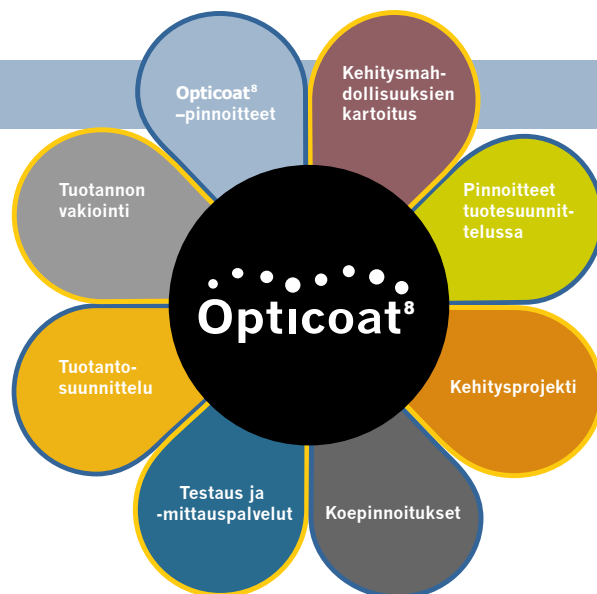 Opticoat⁸
–pinnoitteet
Kehitysmah-
dollisuuksien
kartoitus
Pinnoitteet
tuotesuunnit-
telussa
Kehitysprojekti
Koepinnoitukset
Testaus ja
-mittauspalvelut
Tuotanto-
suunnittelu
Tuotannon
vakiointi
Opticoat⁸